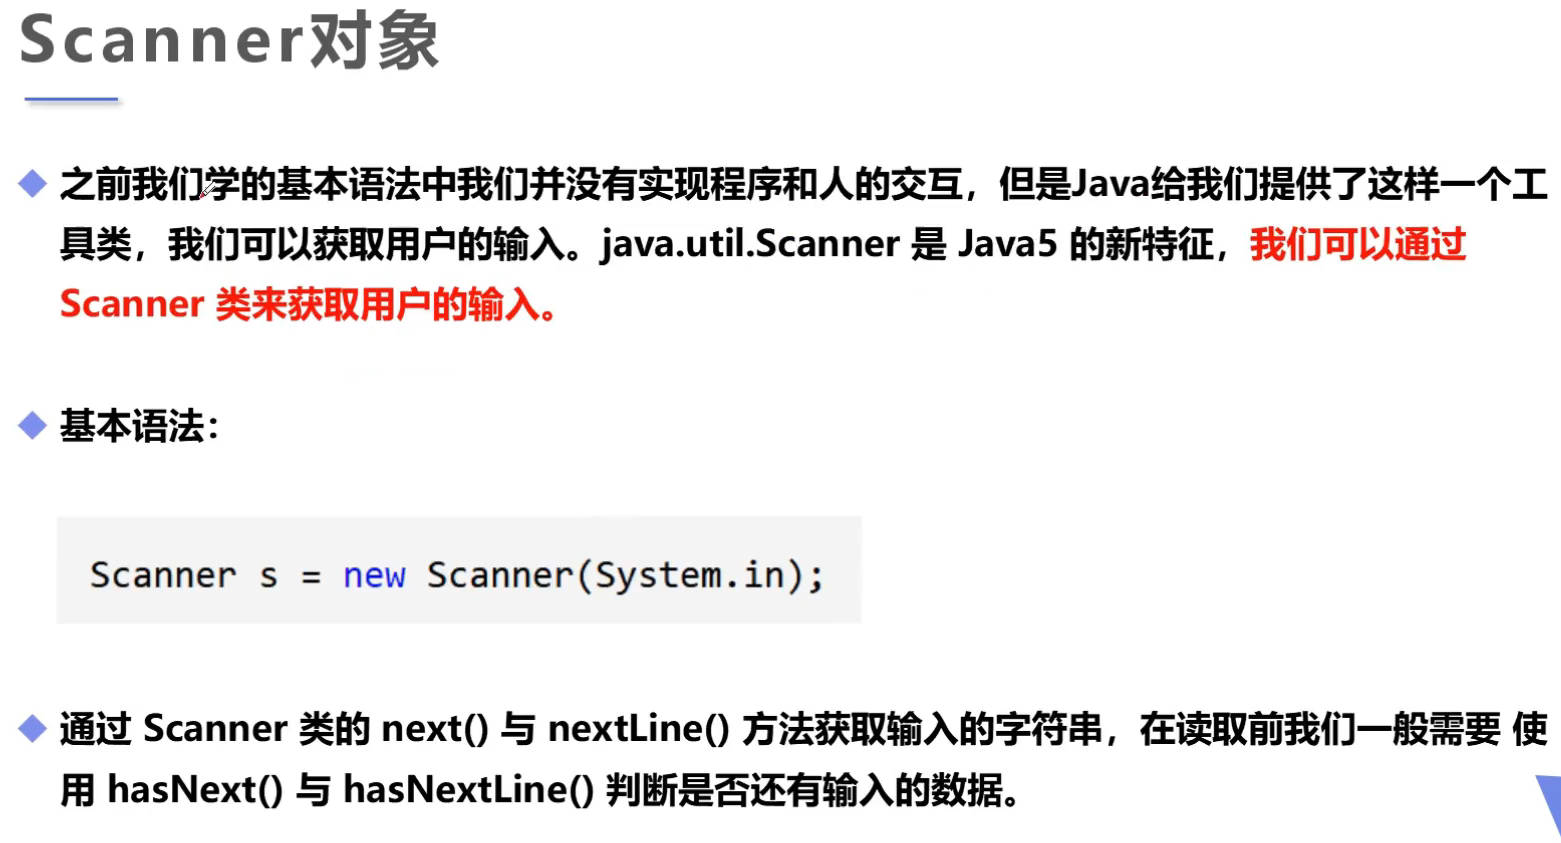 Scanner对象
之前我们学的基本语法中我们并没有实现程序和人的交互，但是Java给我们提供了这样一个工
具类，我们可以获取用户的输入。java.util.Scanner 是 Java5 的新特征，我们可以通过
Scanner 类来获取用户的输入。
基本语法：
Scanner s = new Scanner(System.in);
通过 Scanner 类的 next() 与 nextLine() 方法获取输入的字符串，在读取前我们一般需要 使
用 hasNext() 与 hasNextLine() 判断是否还有输入的数据。